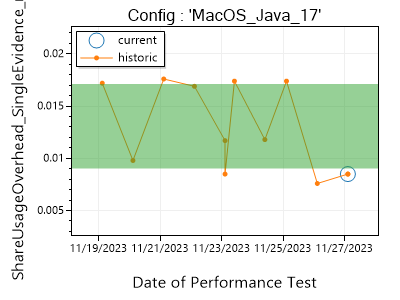 Config : 'MacOS_Java_17'
ShareUsageOverhead_SingleEvidence_
current
historic
0.02
0.015
0.01
0.005
11/19/2023
11/21/2023
11/23/2023
11/25/2023
11/27/2023
Date of Performance Test